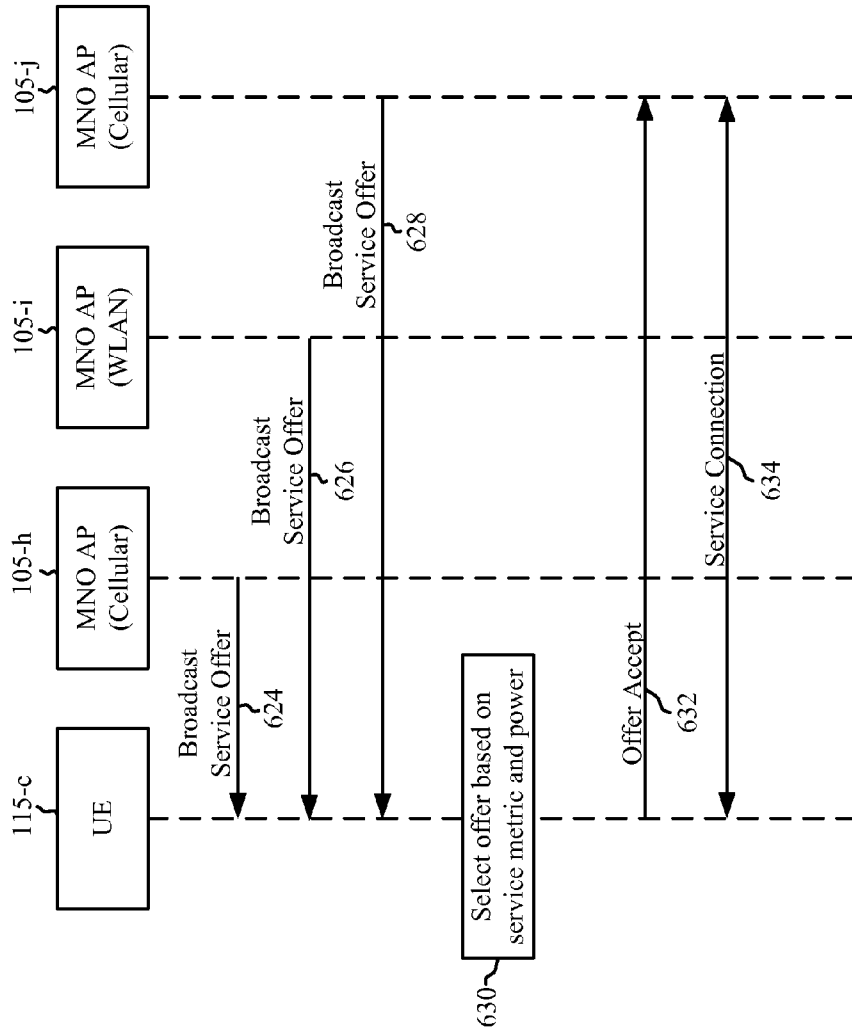 115-c
UE
105-h
MNO AP
(Cellular)
105-i
MNO AP
(WLAN)
105-j
MNO AP
(Cellular)
Broadcast
Service Offer
624
Broadcast
Service Offer
626
Broadcast
Service Offer
628
Select offer based on
service metric and power
630
Offer Accept
632
Service Connection
634